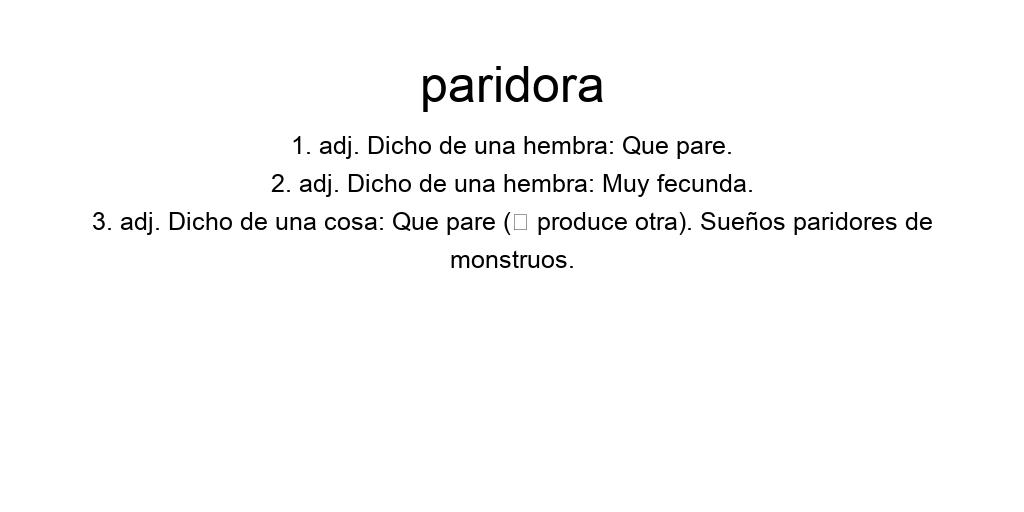 paridora
1. adj. Dicho de una hembra: Que pare.
2. adj. Dicho de una hembra: Muy fecunda.
3. adj. Dicho de una cosa: Que pare (▯ produce otra). Sueños paridores de
monstruos.